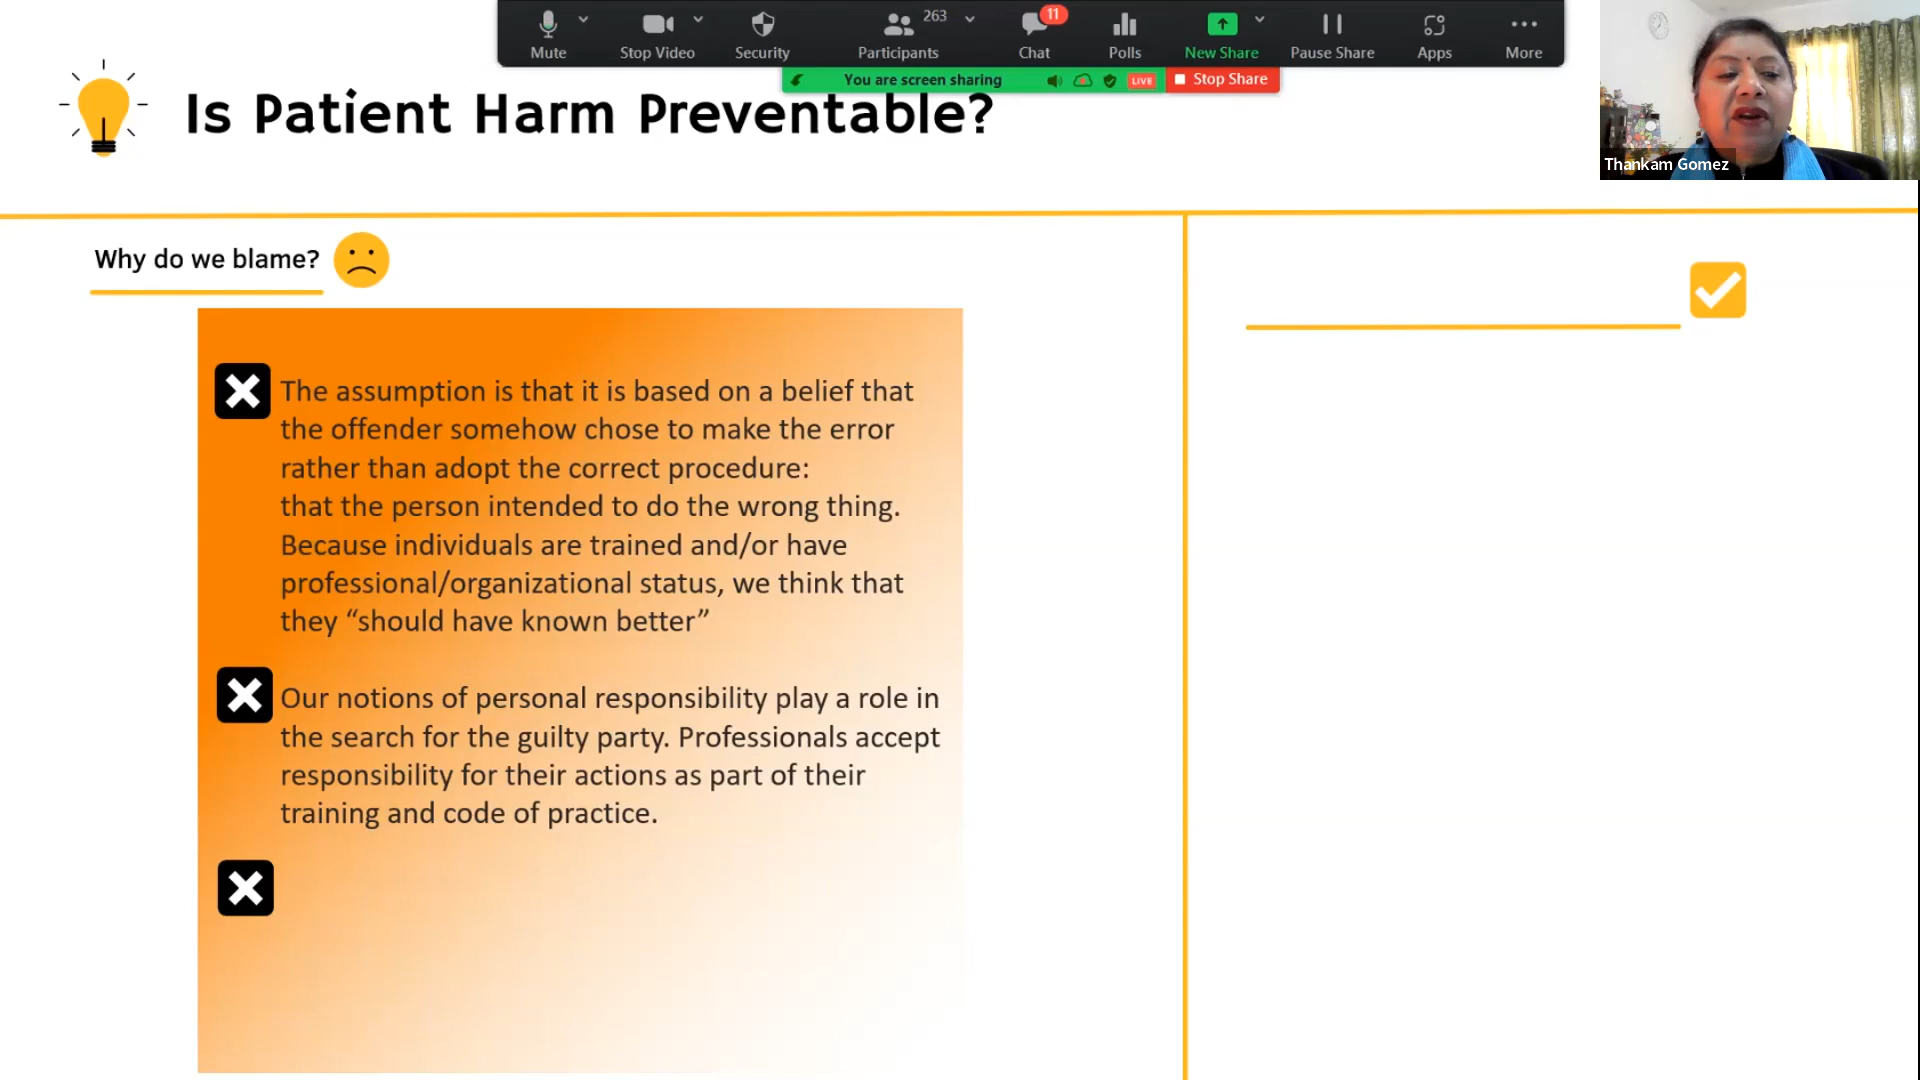 263
11
Mute
Stop Video
Security
Participants
Chat
Polls
New Share
Pause Share
Apps
More
You are screen sharing
LIVE
Stop Share
Is Patient Harm Preventable?
Thankam Gomez
Why do we blame?
The assumption is that it is based on a belief that
the offender somehow chose to make the error
rather than adopt the correct procedure:
that the person intended to do the wrong thing.
Because individuals are trained and/or have
professional/organizational status, we think that
they “should have known better”
Our notions of personal responsibility play a role in
the search for the guilty party. Professionals accept
responsibility for their actions as part of their
training and code of practice.